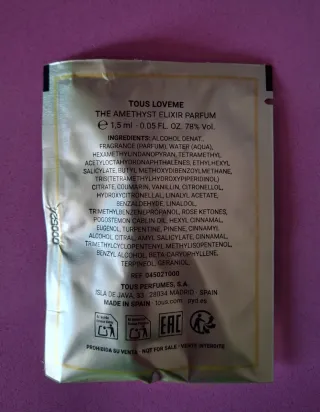 TOUS LOVEME
THE AMETHYST ELIXIR PARFUM
℮ 1,5 ml - 0.05 FL. OZ. 78% Vol.
INGREDIENTS: ALCOHOL DENAT.,
FRAGRANCE (PARFUM), WATER (AQUA),
HEXAMETHYLINDANOPYRAN, TETRAMETHYL
ACETYLOCTAHYDRONAPHTHALENES, ETHYLHEXYL
SALICYLATE, BUTYL METHOXYDIBENZOYLMETHANE,
TRIS(TETRAMETHYLHYDROXYPIPERIDINOL)
CITRATE, COUMARIN, VANILLIN, CITRONELLOL,
HYDROXYCITRONELLAL, LINALYL ACETATE,
BENZALDEHYDE, LINALOOL,
TRIMETHYLBENZENEPROPANOL, ROSE KETONES,
POGOSTEMON CABLIN OIL, HEXYL CINNAMAL,
EUGENOL, TURPENTINE, PINENE, CINNAMYL
ALCOHOL, CITRAL, AMYL SALICYLATE, CINNAMAL,
TRIMETHYLCYCLOPENTENYL METHYLISOPENTENOL,
BENZYL ALCOHOL, BETA-CARYOPHYLLENE,
TERPINEOL, GERANIOL.
REF. 045021000
TOUS PERFUMES, S.A.
ISLA DE JAVA, 33, 28034 MADRID - SPAIN
MADE IN SPAIN tous.com
EAC
PROHIBIDA SU VENTA - NOT FOR SALE - VENTE INTERDITE